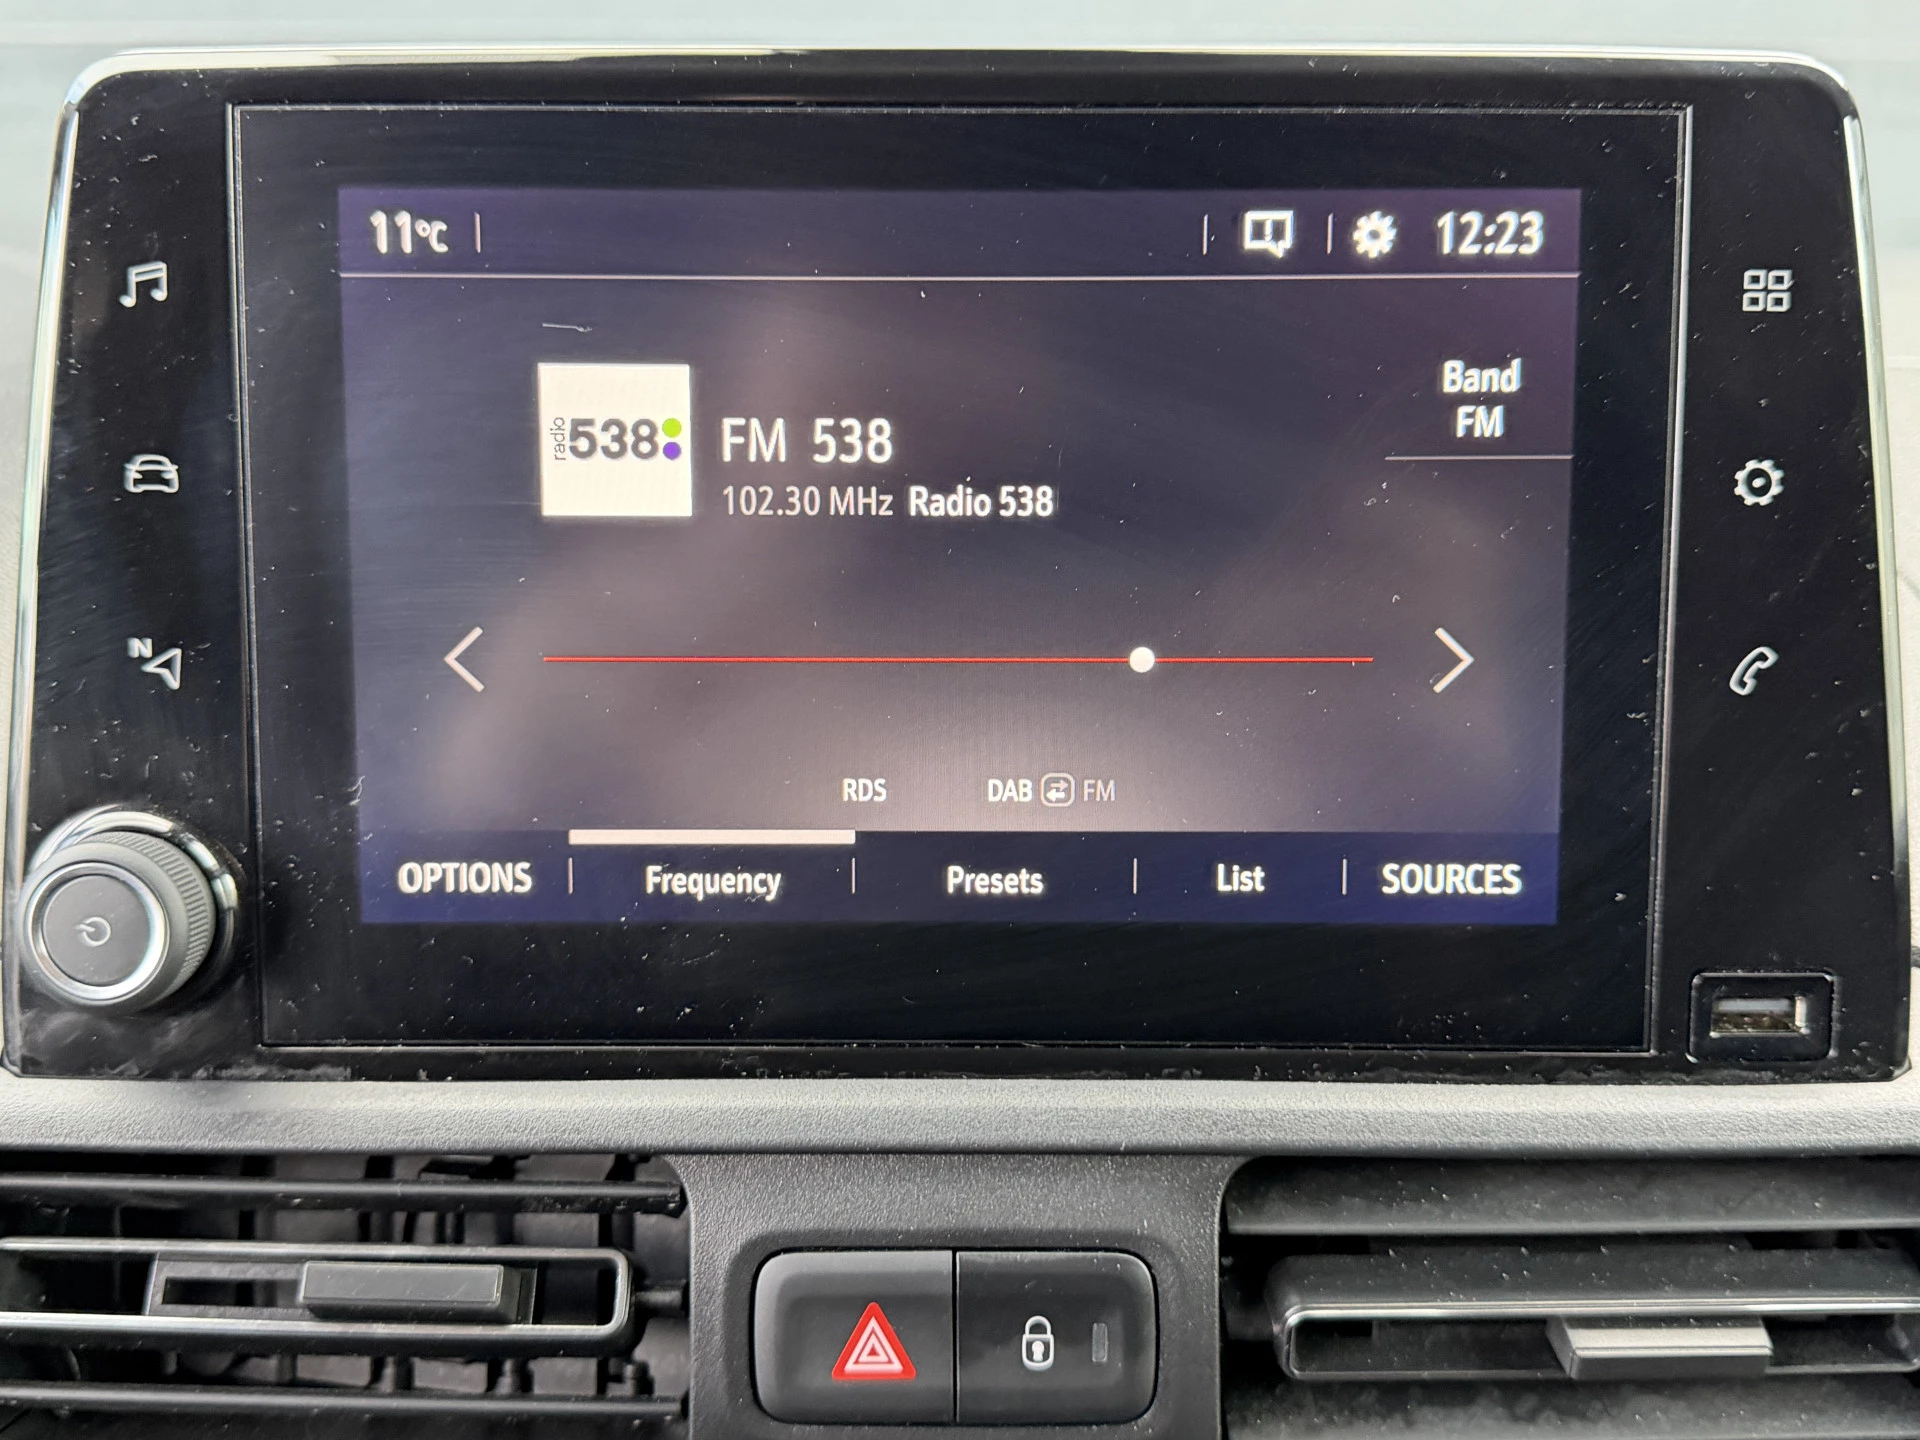 11°C
12:23
Band
FM
radio
538
FM 538
102.30 MHz Radio 538
RDS DAB FM
OPTIONS Frequency Presets List SOURCES
N